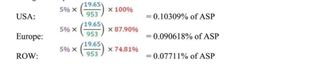 USA: 5% × (19.65/953) × 100% = 0.10309% of ASP
Europe: 5% × (19.65/953) × 87.90% = 0.090618% of ASP
ROW: 5% × (19.65/953) × 74.81% = 0.07711% of ASP